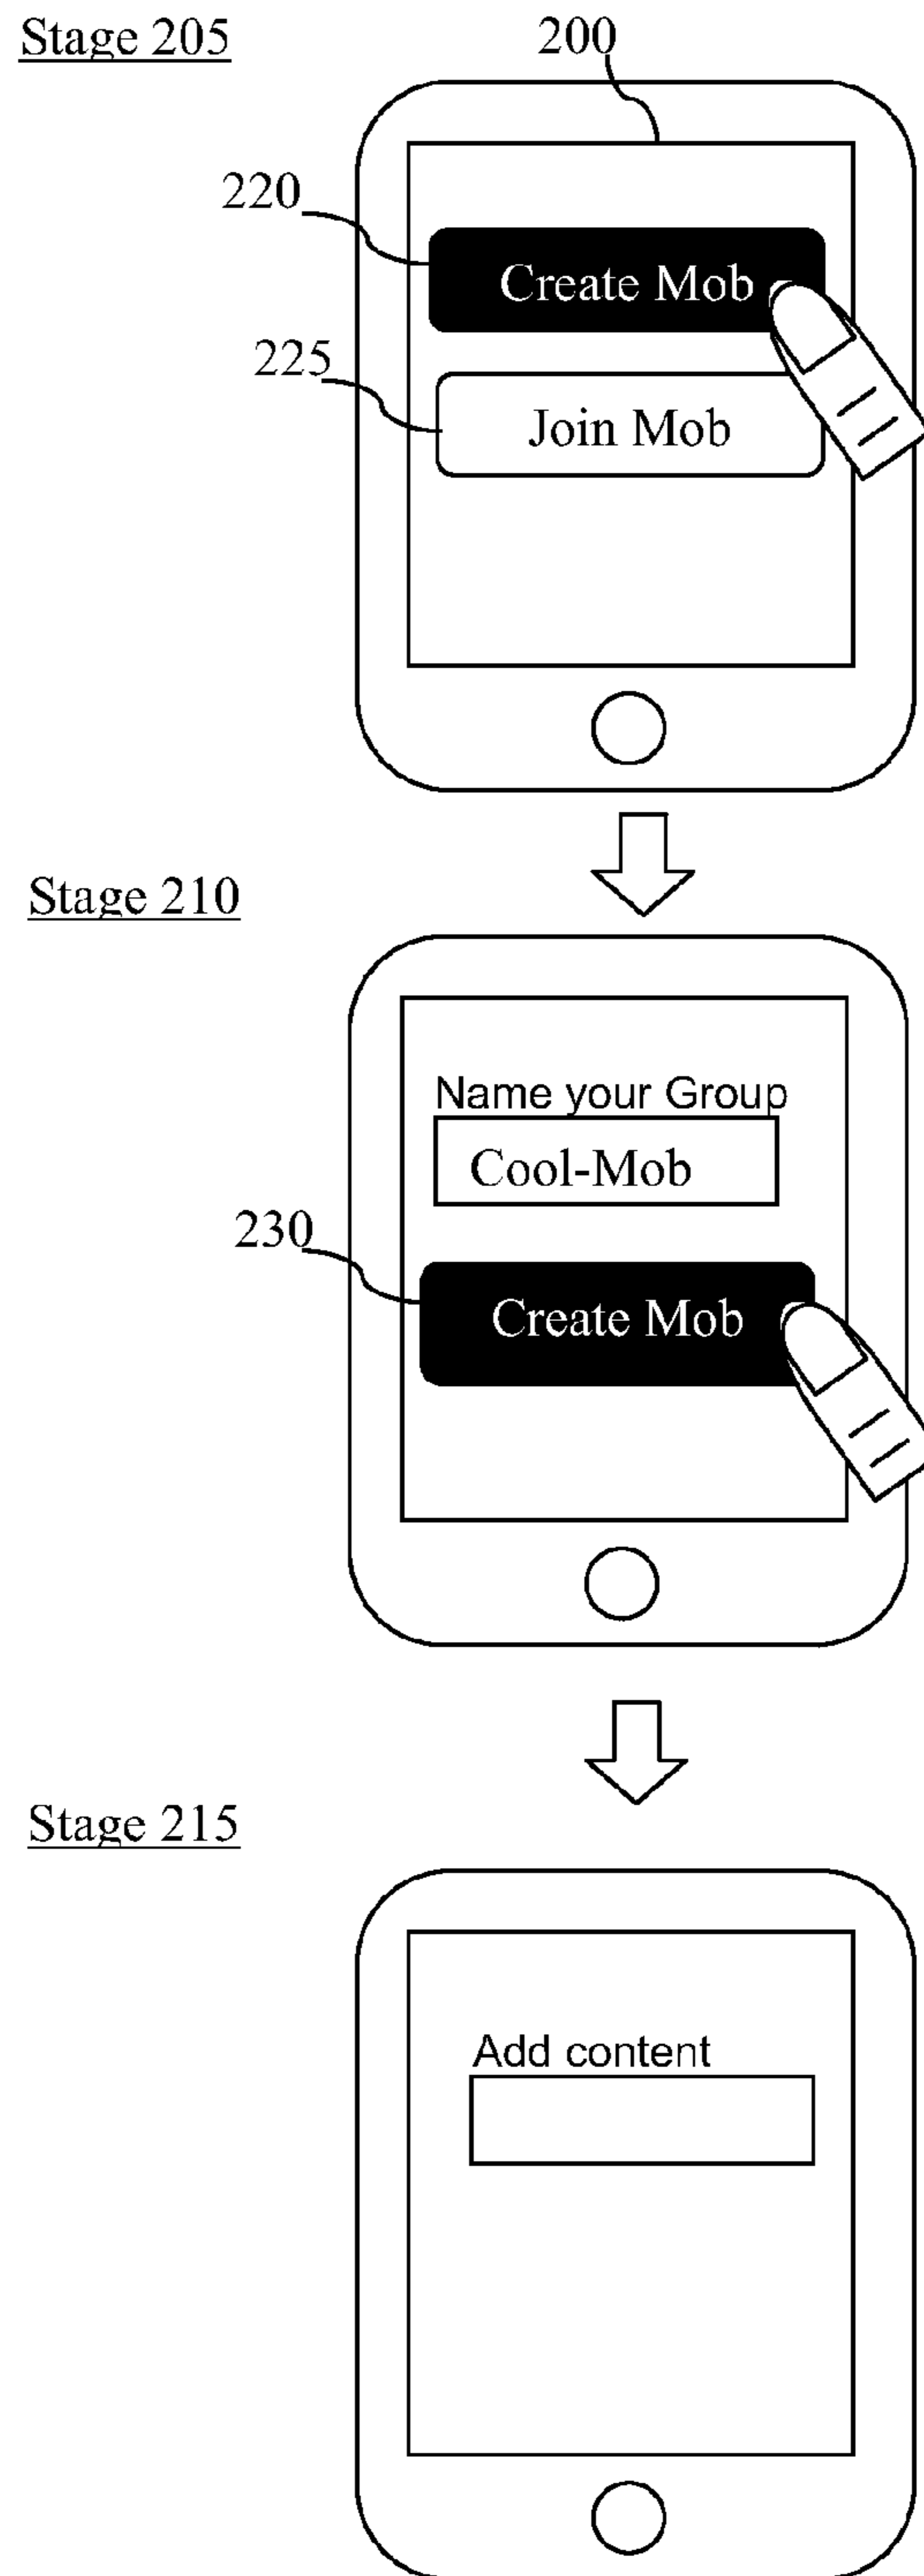 Stage 205
200
220
Create Mob
225
Join Mob
Stage 210
Name your Group
Cool-Mob
230
Create Mob
Stage 215
Add content